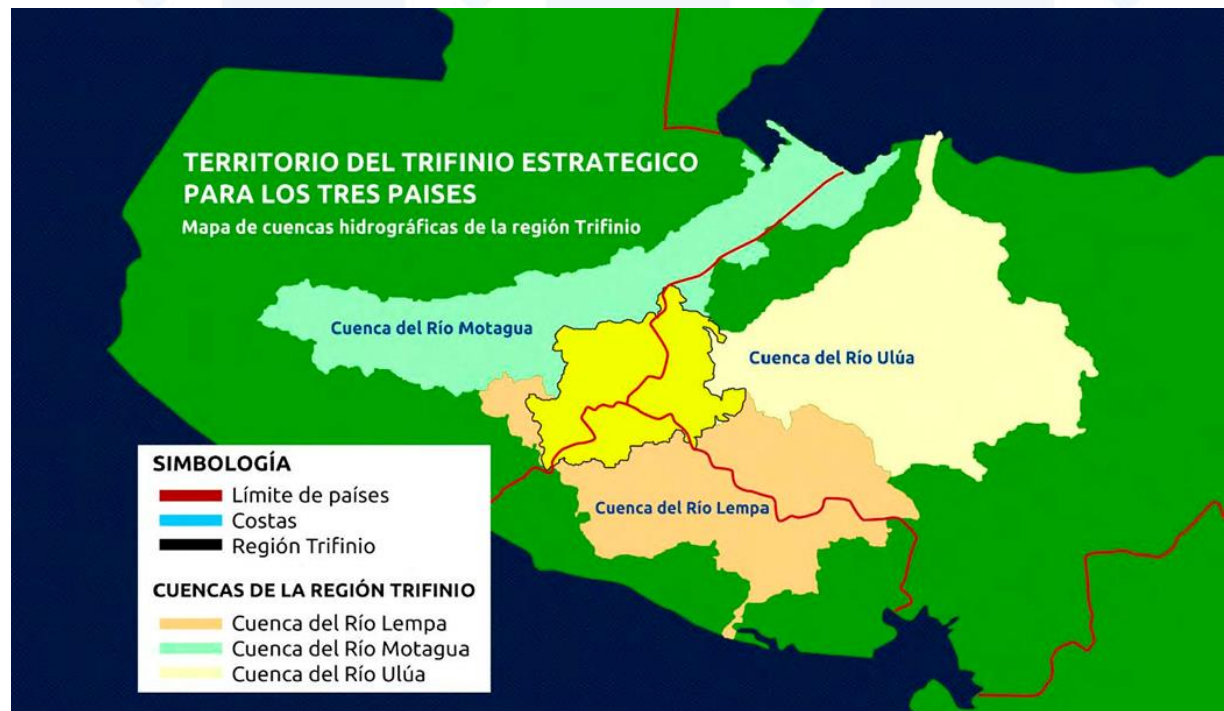 TERRITORIO DEL TRIFINIO ESTRATEGICO
PARA LOS TRES PAISES
Mapa de cuencas hidrográficas de la región Trifinio
Cuenca del Río Motagua
Cuenca del Río Ulúa
Cuenca del Río Lempa
SIMBOLOGÍA
Límite de países
Costas
Región Trifinio
CUENCAS DE LA REGIÓN TRIFINIO
Cuenca del Río Lempa
Cuenca del Río Motagua
Cuenca del Río Ulúa